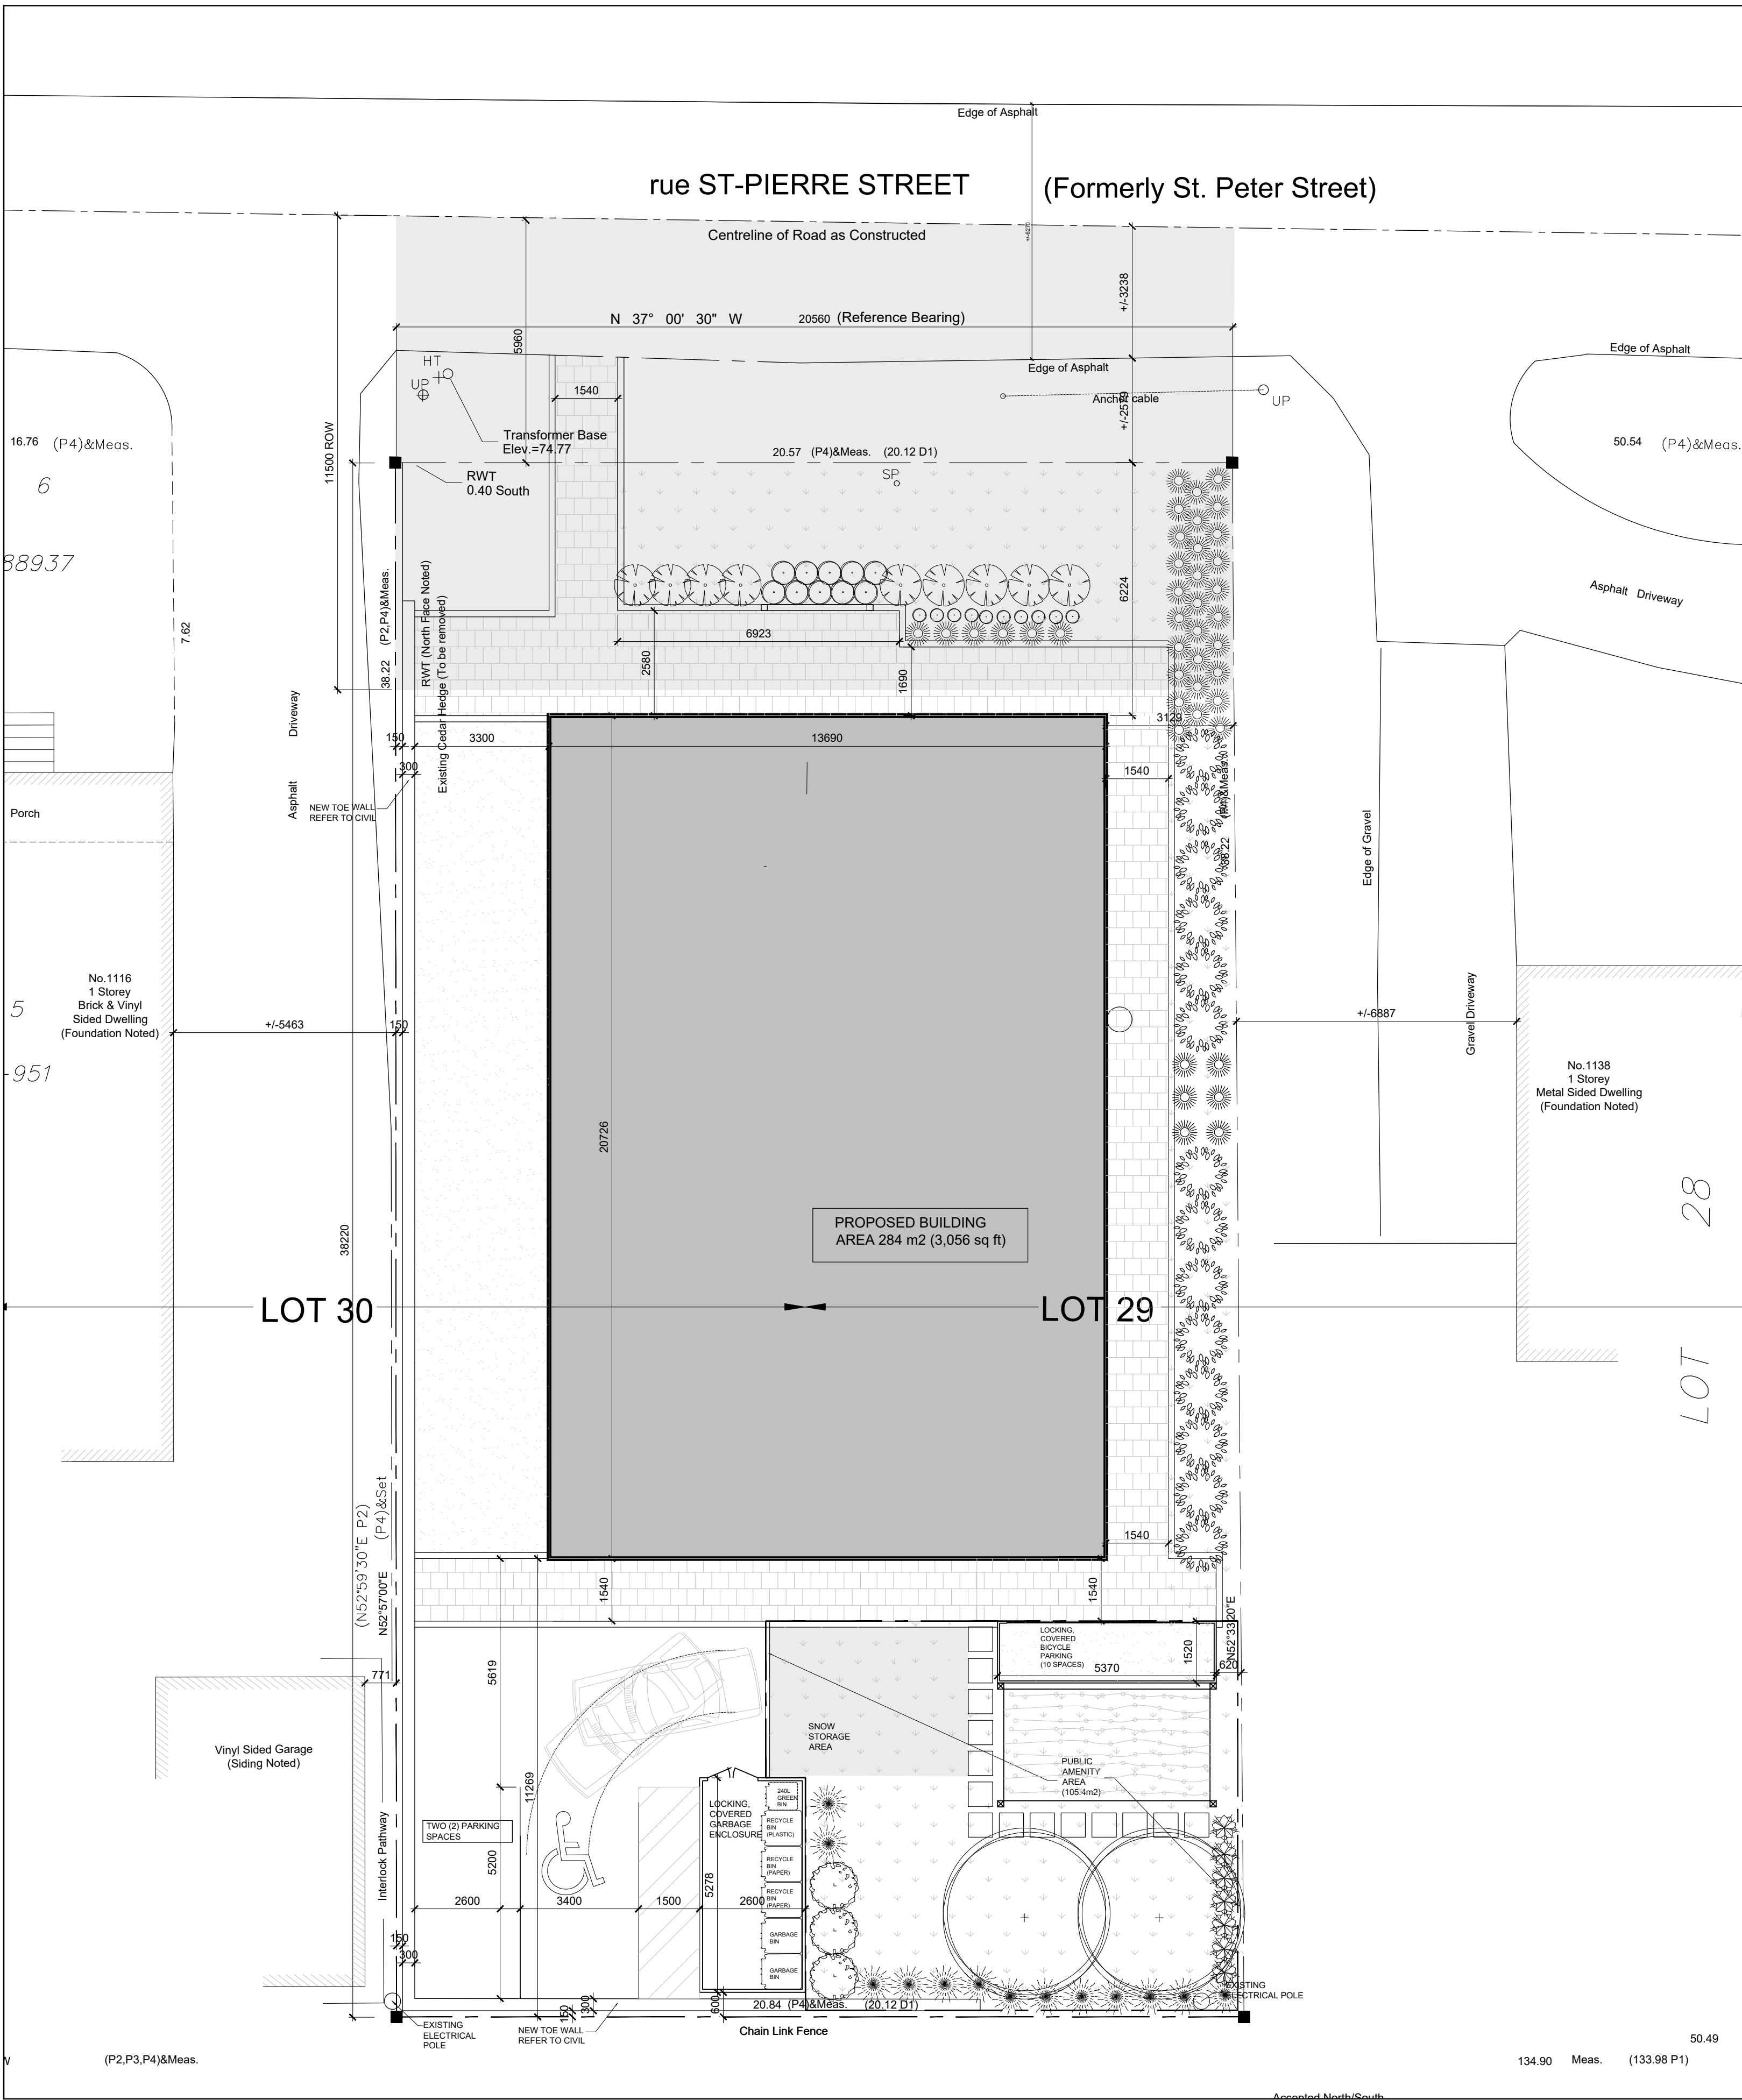 Edge of Asphalt
rue ST-PIERRE STREET (Formerly St. Peter Street)
Centreline of Road as Constructed
+/-3238
N 37° 00' 30" W 20560 (Reference Bearing)
5960
HT
UP
Edge of Asphalt
Edge of Asphalt
1540
Anchor cable
UP
+/-2579
11500 ROW
Transformer Base
Elev.=74.77
16.76 (P4)&Meas.
20.57 (P4)&Meas. (20.12 D1)
50.54 (P4)&Meas.
SP
RWT
0.40 South
6
88937
38.22 (P2,P4)&Meas.
RWT (North Face Noted)
Existing Cedar Hedge (To be removed)
6224
Asphalt Driveway
7.62
6923
2580
1690
Asphalt Driveway
3129
150
3300
13690
300
1540
NEW TOE WALL
REFER TO CIVIL
Porch
38.22 (P4)&Meas.
Edge of Gravel
No.1116
1 Storey
Brick & Vinyl
Sided Dwelling
(Foundation Noted)
5
951
+/-5463
150
+/-6887
Gravel Driveway
No.1138
1 Storey
Metal Sided Dwelling
(Foundation Noted)
20726
38220
PROPOSED BUILDING
AREA 284 m2 (3,056 sq ft)
LOT 28
LOT 30
LOT 29
(N52°59'30"E P2)
(P4)&Set
N52°57'00"E
1540
1540
1540
N52°33'20"E
LOCKING,
COVERED
BICYCLE
PARKING
(10 SPACES)
1520
5370
620
771
5619
Vinyl Sided Garage
(Siding Noted)
SNOW
STORAGE
AREA
PUBLIC
AMENITY
AREA
(105.4m2)
11269
LOCKING,
COVERED
GARBAGE
ENCLOSURE
240L
GREEN
BIN
RECYCLE
BIN
(PLASTIC)
RECYCLE
BIN
(PAPER)
RECYCLE
BIN
(PAPER)
GARBAGE
BIN
GARBAGE
BIN
TWO (2) PARKING
SPACES
Interlock Pathway
5200
5278
2600
3400
1500
2600
150
300
EXISTING
ELECTRICAL POLE
150
300
600
20.84 (P4)&Meas. (20.12 D1)
EXISTING
ELECTRICAL
POLE
NEW TOE WALL
REFER TO CIVIL
Chain Link Fence
50.49
(P2,P3,P4)&Meas.
134.90 Meas. (133.98 P1)
Accepted North/South